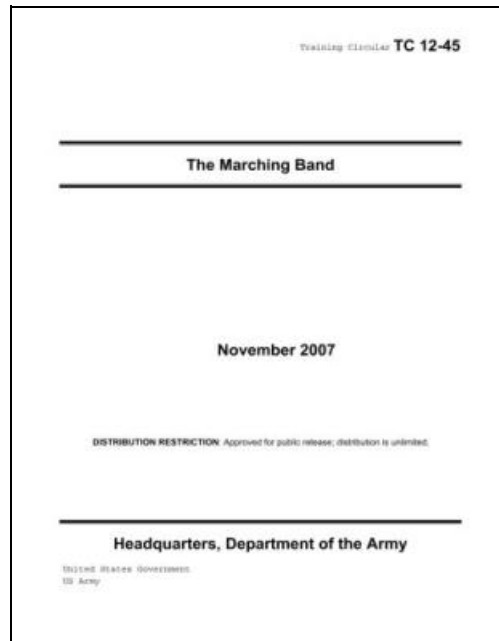 Training Circular TC 12-45
The Marching Band
November 2007
DISTRIBUTION RESTRICTION: Approved for public release; distribution is unlimited.
Headquarters, Department of the Army
United States Government
US Army